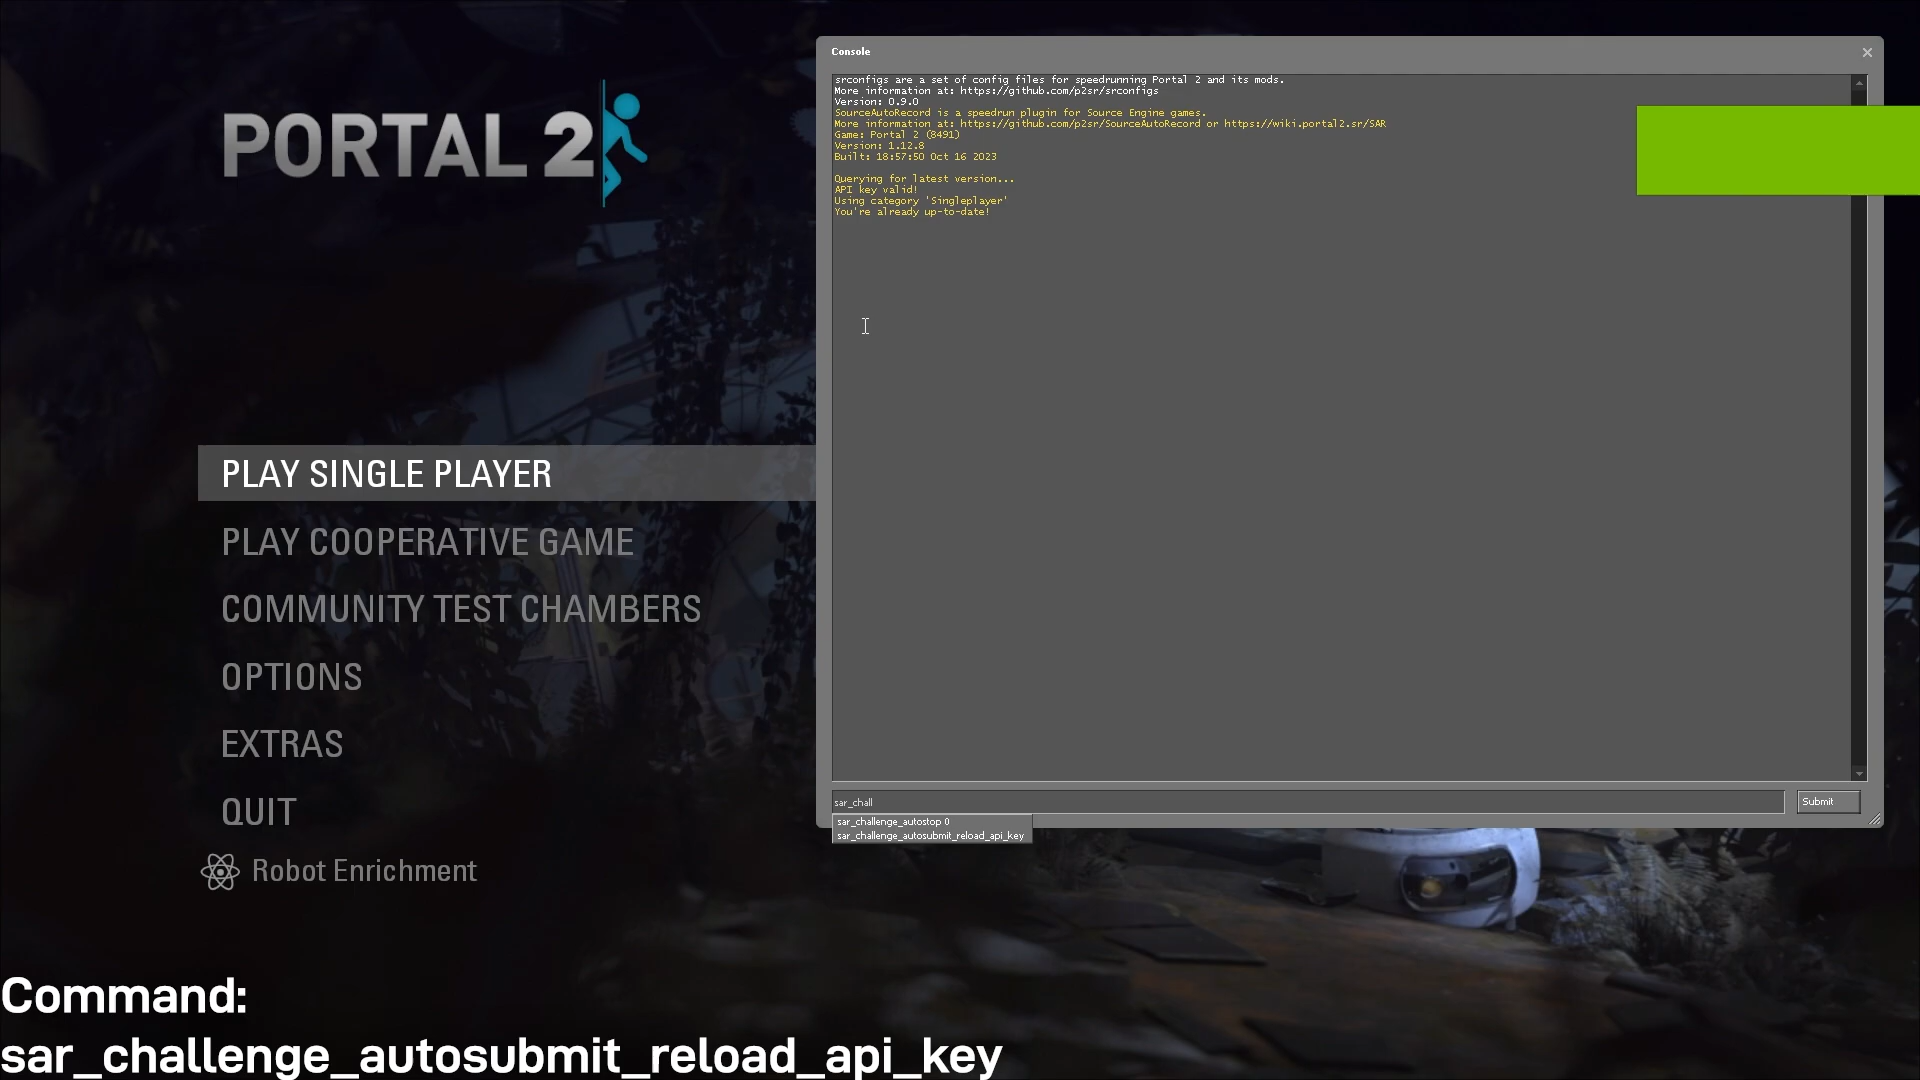 PORTAL 2
PLAY SINGLE PLAYER
PLAY COOPERATIVE GAME
COMMUNITY TEST CHAMBERS
OPTIONS
EXTRAS
QUIT
Robot Enrichment
Console
srconfigs are a set of config files for speedrunning Portal 2 and its mods.
More information at: https://github.com/p2sr/srconfigs
Version: 0.9.0
SourceAutoRecord is a speedrun plugin for Source Engine games.
More information at: https://github.com/p2sr/SourceAutoRecord or https://wiki.portal2.sr/SAR
Game: Portal 2 (8491)
Version: 1.12.8
Built: 18:57:50 Oct 16 2023
Querying for latest version...
API key valid!
Using category 'Singleplayer'
You're already up-to-date!
sar_chall
Submit
sar_challenge_autostop 0
sar_challenge_autosubmit_reload_api_key
Command:
sar_challenge_autosubmit_reload_api_key